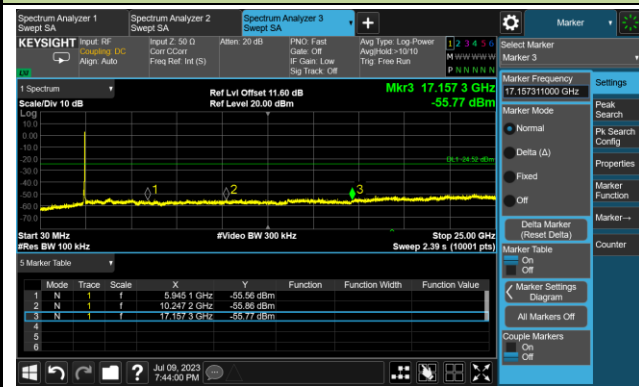 Spectrum Analyzer 1
Swept SA
Spectrum Analyzer 2
Swept SA
Spectrum Analyzer 3
Swept SA
+
Marker
KEYSIGHT
Input: RF
Coupling: DC
Align: Auto
Input Z: 50 Ω
Corr CCorr
Freq Ref: Int (S)
Atten: 20 dB
PNO: Fast
Gate: Off
IF Gain: Low
Sig Track: Off
Avg Type: Log-Power
Avg|Hold:>10/10
Trig: Free Run
1 2 3 4 5 6
M W W W W W
P N N N N N
LV
Select Marker
Marker 3
1 Spectrum
Scale/Div 10 dB
Ref Lvl Offset 11.60 dB
Ref Level 20.00 dBm
Mkr3 17.157 3 GHz
-55.77 dBm
Log
10.0
0.00
-10.0
-20.0
-30.0
-40.0
-50.0
-60.0
-70.0
DL1 -24.52 dBm
1
2
3
Start 30 MHz
#Res BW 100 kHz
#Video BW 300 kHz
Stop 25.00 GHz
Sweep 2.39 s (10001 pts)
5 Marker Table
Mode Trace Scale X Y Function Function Width Function Value
1 N 1 f 5.945 1 GHz -55.56 dBm
2 N 1 f 10.247 2 GHz -55.86 dBm
3 N 1 f 17.157 3 GHz -55.77 dBm
4
5
6
Marker Frequency
17.157311000 GHz
Marker Mode
Normal
Delta (Δ)
Fixed
Off
Delta Marker
(Reset Delta)
Marker Table
On
Off
Marker Settings
Diagram
All Markers Off
Couple Markers
On
Off
Settings
Peak
Search
Pk Search
Config
Properties
Marker
Function
Marker→
Counter
?
Jul 09, 2023
7:44:00 PM